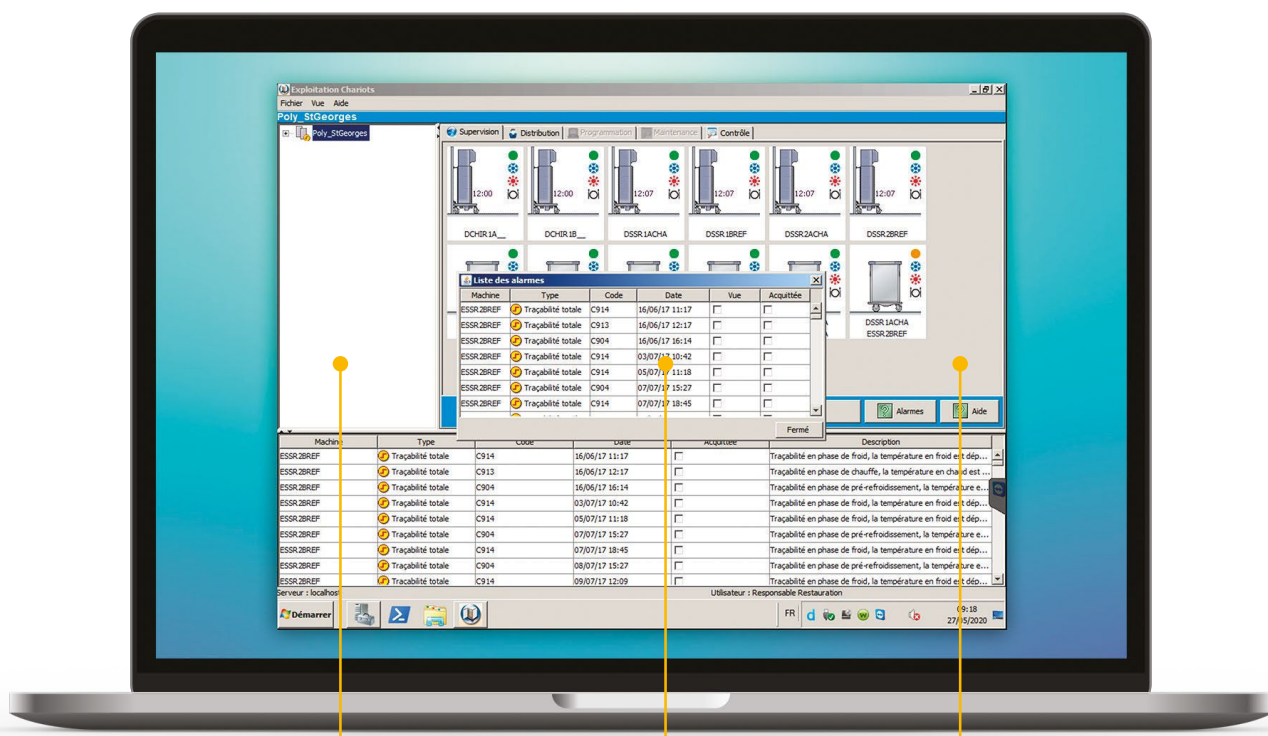 Exploitation Chariots
Fichier Vue Aide
Poly_StGeorges
Poly_StGeorges
Supervision Distribution Programmation Maintenance Contrôle
12:00 12:00 12:07 12:07 12:07 12:07
DCHIR1A__ DCHIR1B__ DSSR1ACHA DSSR1BREF DSSR2ACHA DSSR2BREF
DSSR1ACHA
ESSR2BREF
Liste des alarmes
Machine Type Code Date Vue Acquittée
ESSR2BREF Traçabilité totale C914 16/06/17 11:17
ESSR2BREF Traçabilité totale C913 16/06/17 12:17
ESSR2BREF Traçabilité totale C904 16/06/17 16:14
ESSR2BREF Traçabilité totale C914 03/07/17 10:42
ESSR2BREF Traçabilité totale C914 05/07/17 11:18
ESSR2BREF Traçabilité totale C904 07/07/17 15:27
ESSR2BREF Traçabilité totale C914 07/07/17 18:45
Fermé
Alarmes Aide
Machine Type Code Date Acquittée Description
ESSR2BREF Traçabilité totale C914 16/06/17 11:17 Traçabilité en phase de froid, la température en froid est dép...
ESSR2BREF Traçabilité totale C913 16/06/17 12:17 Traçabilité en phase de chauffe, la température en chaud est ...
ESSR2BREF Traçabilité totale C904 16/06/17 16:14 Traçabilité en phase de pré-refroidissement, la température e...
ESSR2BREF Traçabilité totale C914 03/07/17 10:42 Traçabilité en phase de froid, la température en froid est dép...
ESSR2BREF Traçabilité totale C914 05/07/17 11:18 Traçabilité en phase de froid, la température en froid est dép...
ESSR2BREF Traçabilité totale C904 07/07/17 15:27 Traçabilité en phase de pré-refroidissement, la température e...
ESSR2BREF Traçabilité totale C914 07/07/17 18:45 Traçabilité en phase de froid, la température en froid est dép...
ESSR2BREF Traçabilité totale C904 08/07/17 15:27 Traçabilité en phase de pré-refroidissement, la température e...
ESSR2BREF Traçabilité totale C914 09/07/17 12:09 Traçabilité en phase de froid, la température en froid est dép...
Serveur : localhost Utilisateur : Responsable Restauration
Démarrer FR 09:18
27/05/2020